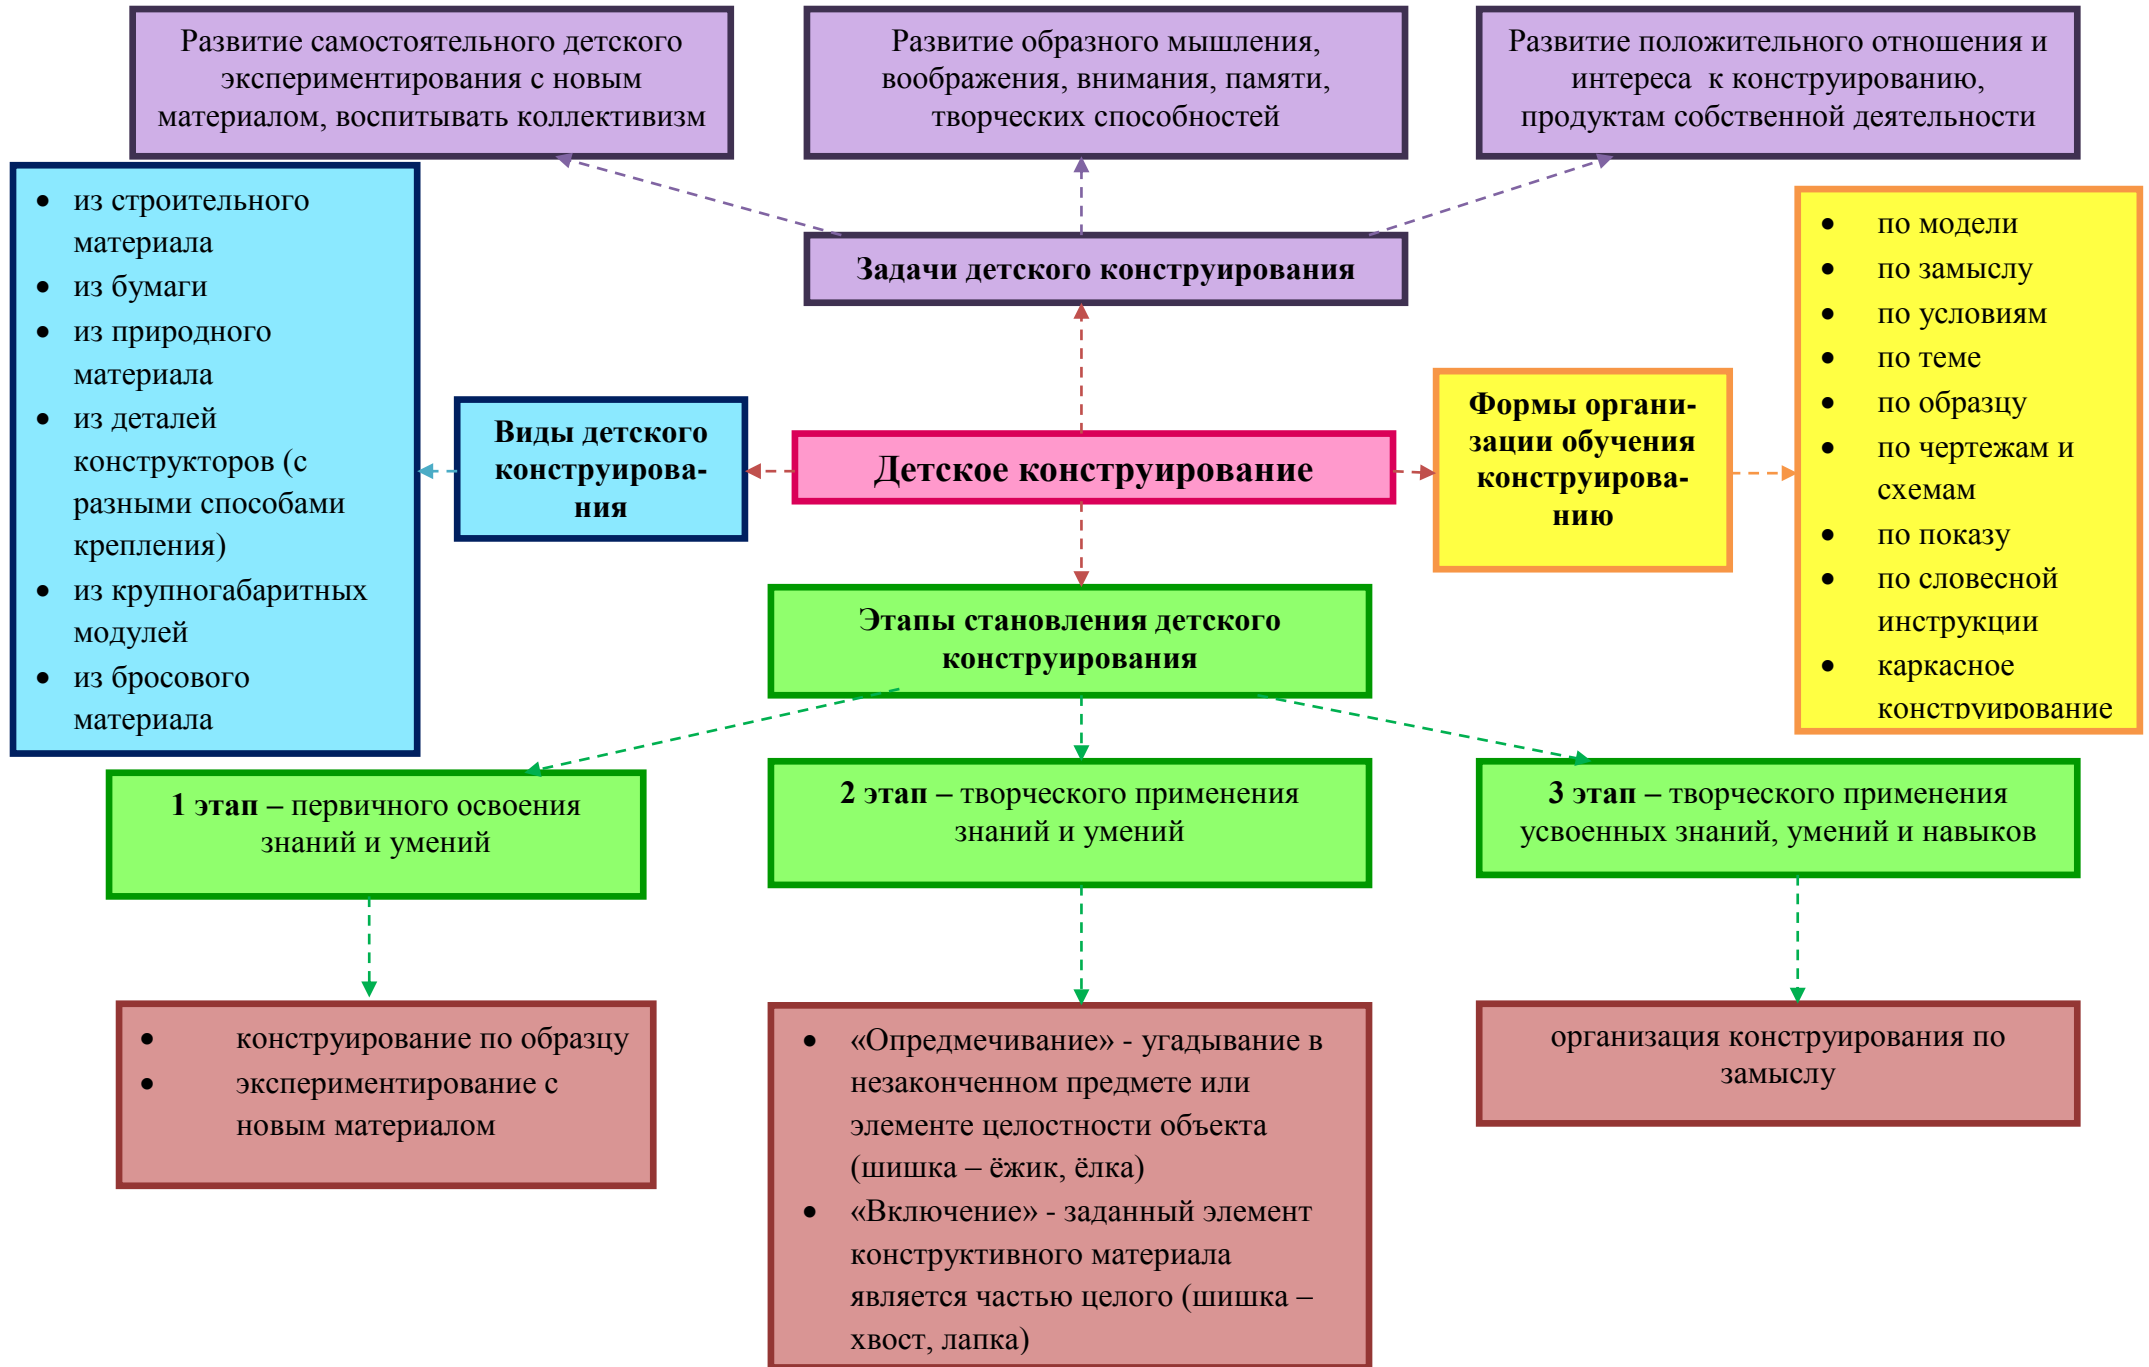 Развитие самостоятельного детского
экспериментирования с новым
материалом, воспитывать коллективизм
Развитие образного мышления,
воображения, внимания, памяти,
творческих способностей
Развитие положительного отношения и
интереса к конструированию,
продуктам собственной деятельности
• из строительного
материала
• из бумаги
• из природного
материала
• из деталей
конструкторов (с
разными способами
крепления)
• из крупногабаритных
модулей
• из бросового
материала
Задачи детского конструирования
• по модели
• по замыслу
• по условиям
• по теме
• по образцу
• по чертежам и
схемам
• по показу
• по словесной
инструкции
• каркасное
конструирование
Виды детского
конструирова-
ния
Детское конструирование
Формы органи-
зации обучения
конструирова-
нию
Этапы становления детского
конструирования
1 этап – первичного освоения
знаний и умений
2 этап – творческого применения
знаний и умений
3 этап – творческого применения
усвоенных знаний, умений и навыков
• конструирование по образцу
• экспериментирование с
новым материалом
• «Опредмечивание» - угадывание в
незаконченном предмете или
элементе целостности объекта
(шишка – ёжик, ёлка)
• «Включение» - заданный элемент
конструктивного материала
является частью целого (шишка –
хвост, лапка)
организация конструирования по
замыслу